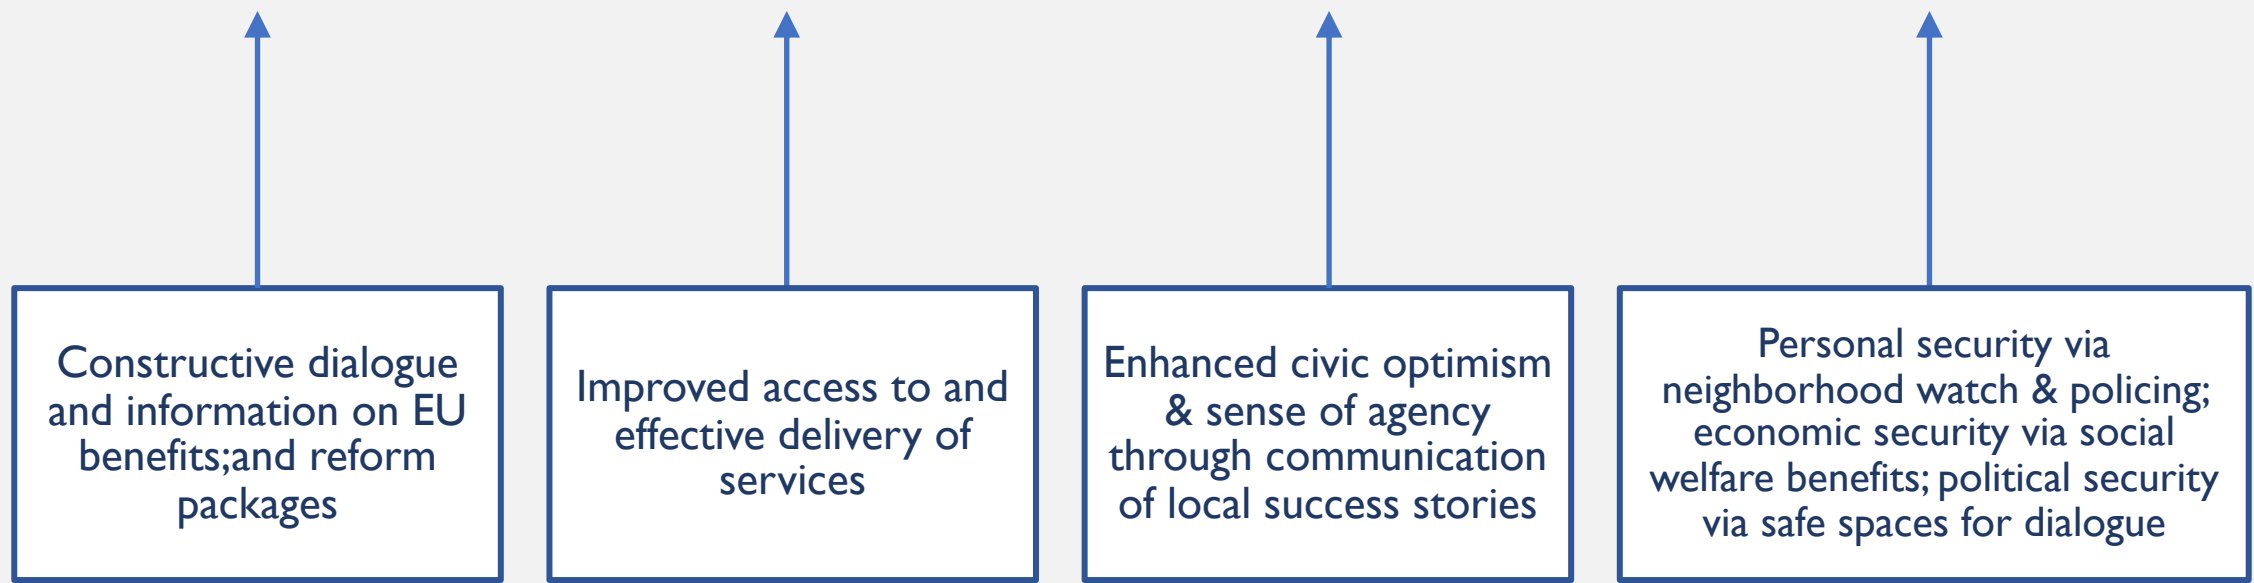 Constructive dialogue
and information on EU
benefits;and reform
packages
Improved access to and
effective delivery of
services
Enhanced civic optimism
& sense of agency
through communication
of local success stories
Personal security via
neighborhood watch & policing;
economic security via social
welfare benefits; political security
via safe spaces for dialogue